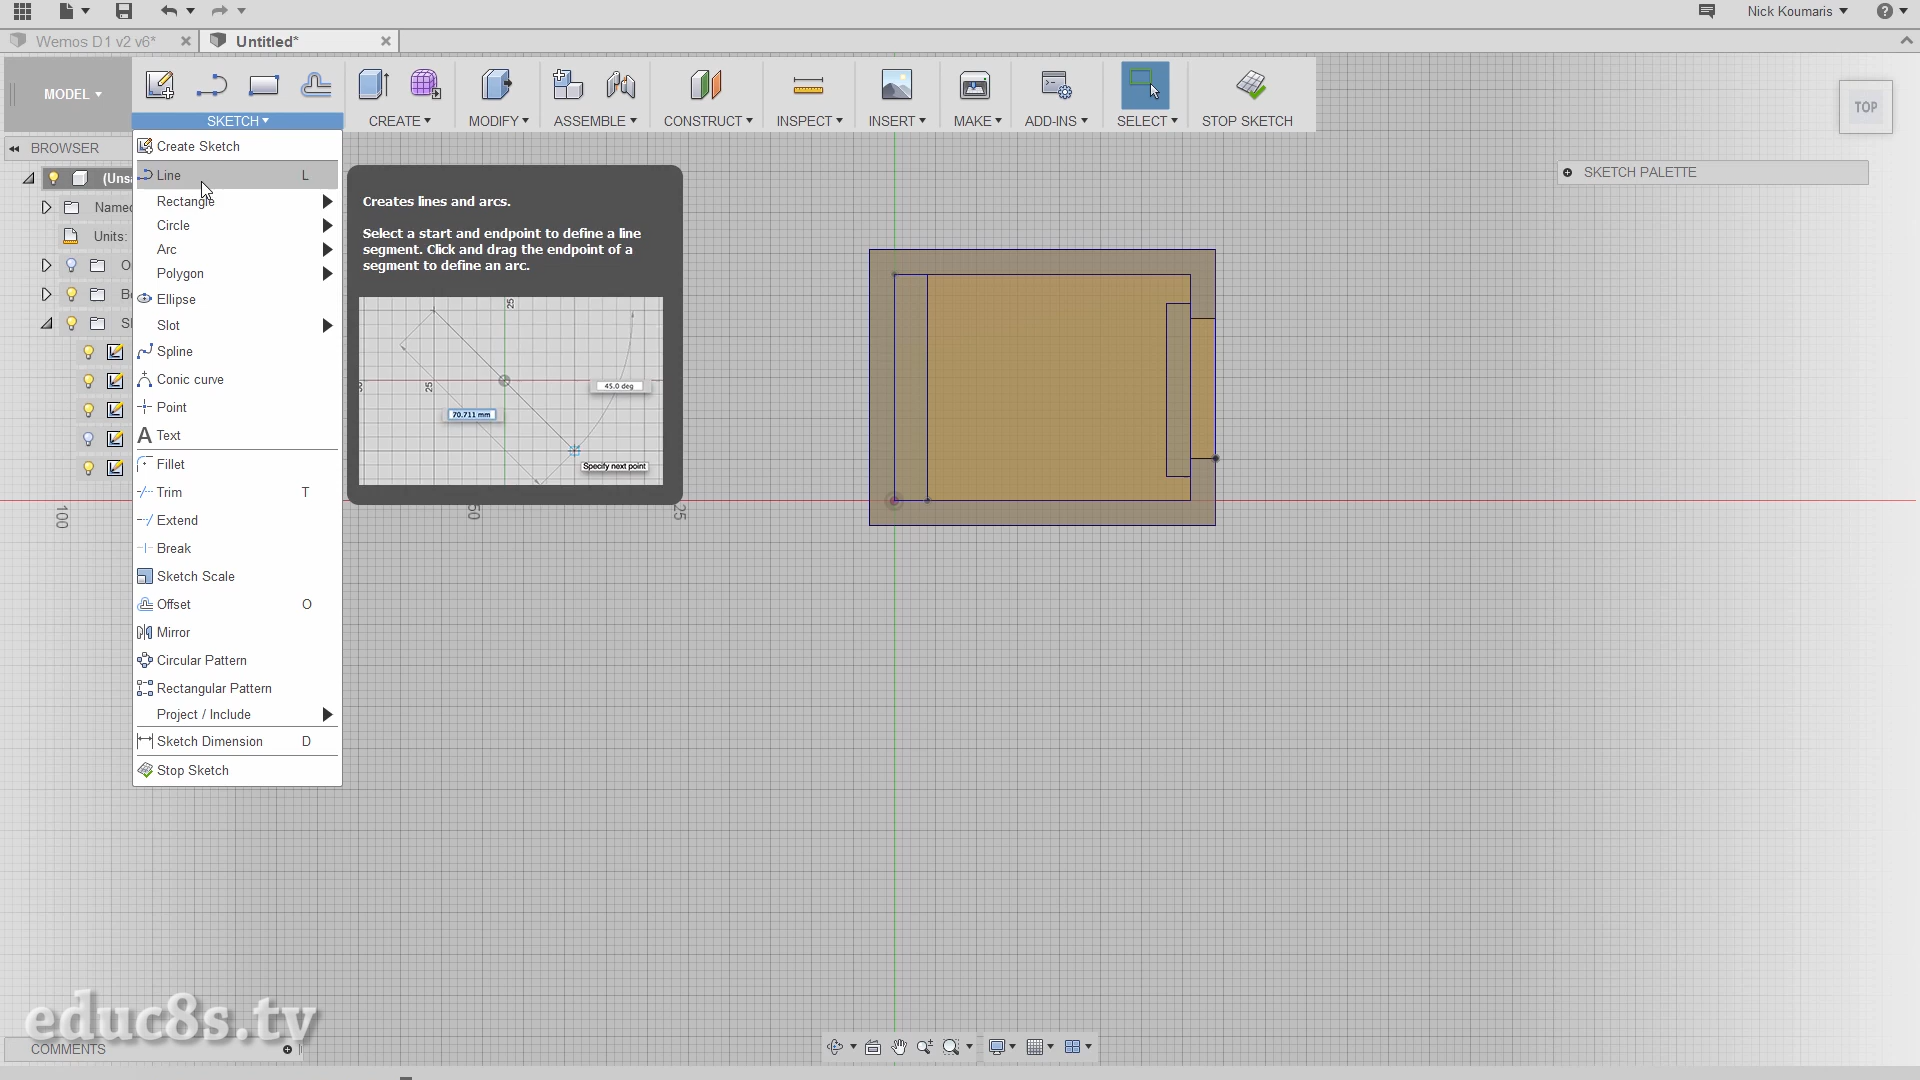 Nick Koumaris
Wemos D1 v2 v6*
Untitled*
MODEL
SKETCH
CREATE
MODIFY
ASSEMBLE
CONSTRUCT
INSPECT
INSERT
MAKE
ADD-INS
SELECT
STOP SKETCH
TOP
BROWSER
SKETCH PALETTE
(Uns
Named
Units:
O
B
S
Create Sketch
Line L
Rectangle
Circle
Arc
Polygon
Ellipse
Slot
Spline
Conic curve
Point
Text
Fillet
Trim T
Extend
Break
Sketch Scale
Offset O
Mirror
Circular Pattern
Rectangular Pattern
Project / Include
Sketch Dimension D
Stop Sketch
Creates lines and arcs.
Select a start and endpoint to define a line
segment. Click and drag the endpoint of a
segment to define an arc.
25
25
45.0 deg
70.711 mm
Specify next point
100
50
25
educ8s.tv
COMMENTS